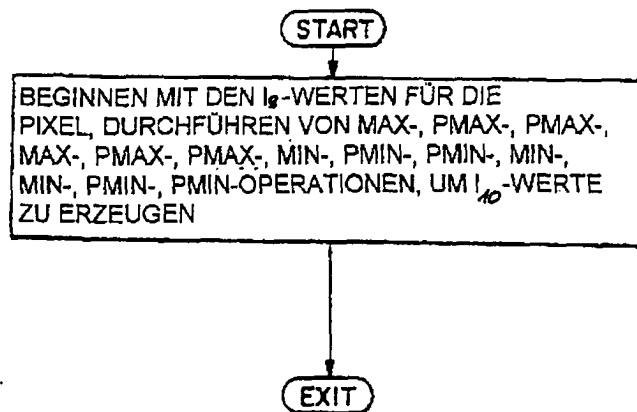 START
BEGINNEN MIT DEN I8-WERTEN FÜR DIE
PIXEL, DURCHFÜHREN VON MAX-, PMAX-, PMAX-,
MAX-, PMAX-, PMAX-, MIN-, PMIN-, PMIN-, MIN-,
MIN-, PMIN-, PMIN-OPERATIONEN, UM I10-WERTE
ZU ERZEUGEN
EXIT